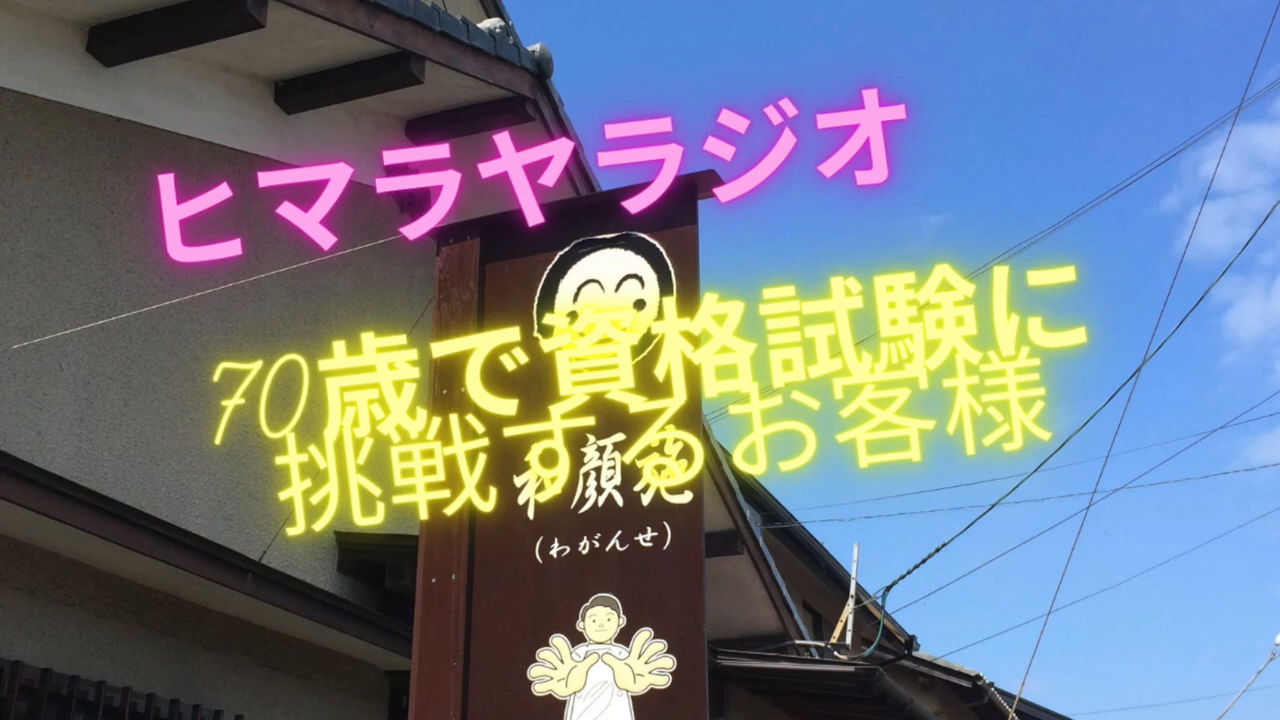 ヒマラヤラジオ
70歳で資格試験に
挑戦するお客様
和顔施
(わがんせ)